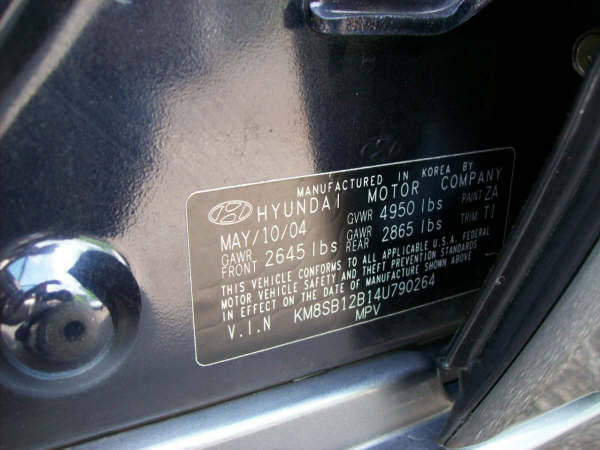 MANUFACTURED IN KOREA BY
HYUNDAI MOTOR COMPANY
MAY/10/04 GVWR 4950 lbs PAINT ZA
GAWR FRONT 2645 lbs GAWR REAR 2865 lbs TRIM TI
THIS VEHICLE CONFORMS TO ALL APPLICABLE U.S.A. FEDERAL
MOTOR VEHICLE SAFETY AND THEFT PREVENTION STANDARDS
IN EFFECT ON THE DATE OF MANUFACTURE SHOWN ABOVE.
V.I.N KM8SB12B14U790264
MPV